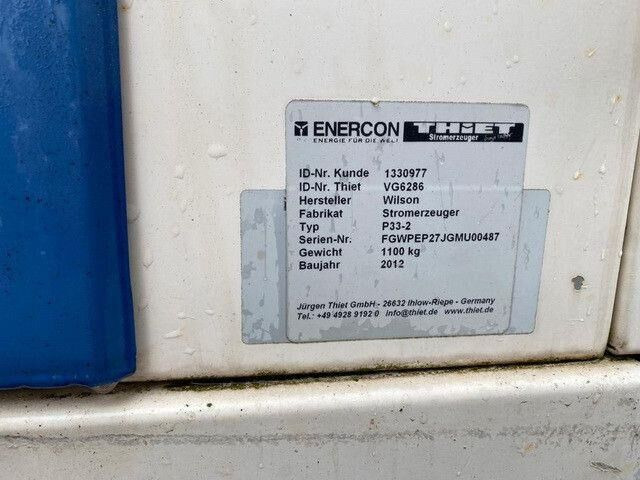 ENERCON
ENERGIE FÜR DIE WELT
THIET
Stromerzeuger
ID-Nr. Kunde 1330977
ID-Nr. Thiet VG6286
Hersteller Wilson
Fabrikat Stromerzeuger
Typ P33-2
Serien-Nr. FGWPEP27JGMU00487
Gewicht 1100 kg
Baujahr 2012
Jürgen Thiet GmbH - 26632 Ihlow-Riepe - Germany
Tel.: +49 4928 9192 0 info@thiet.de www.thiet.de